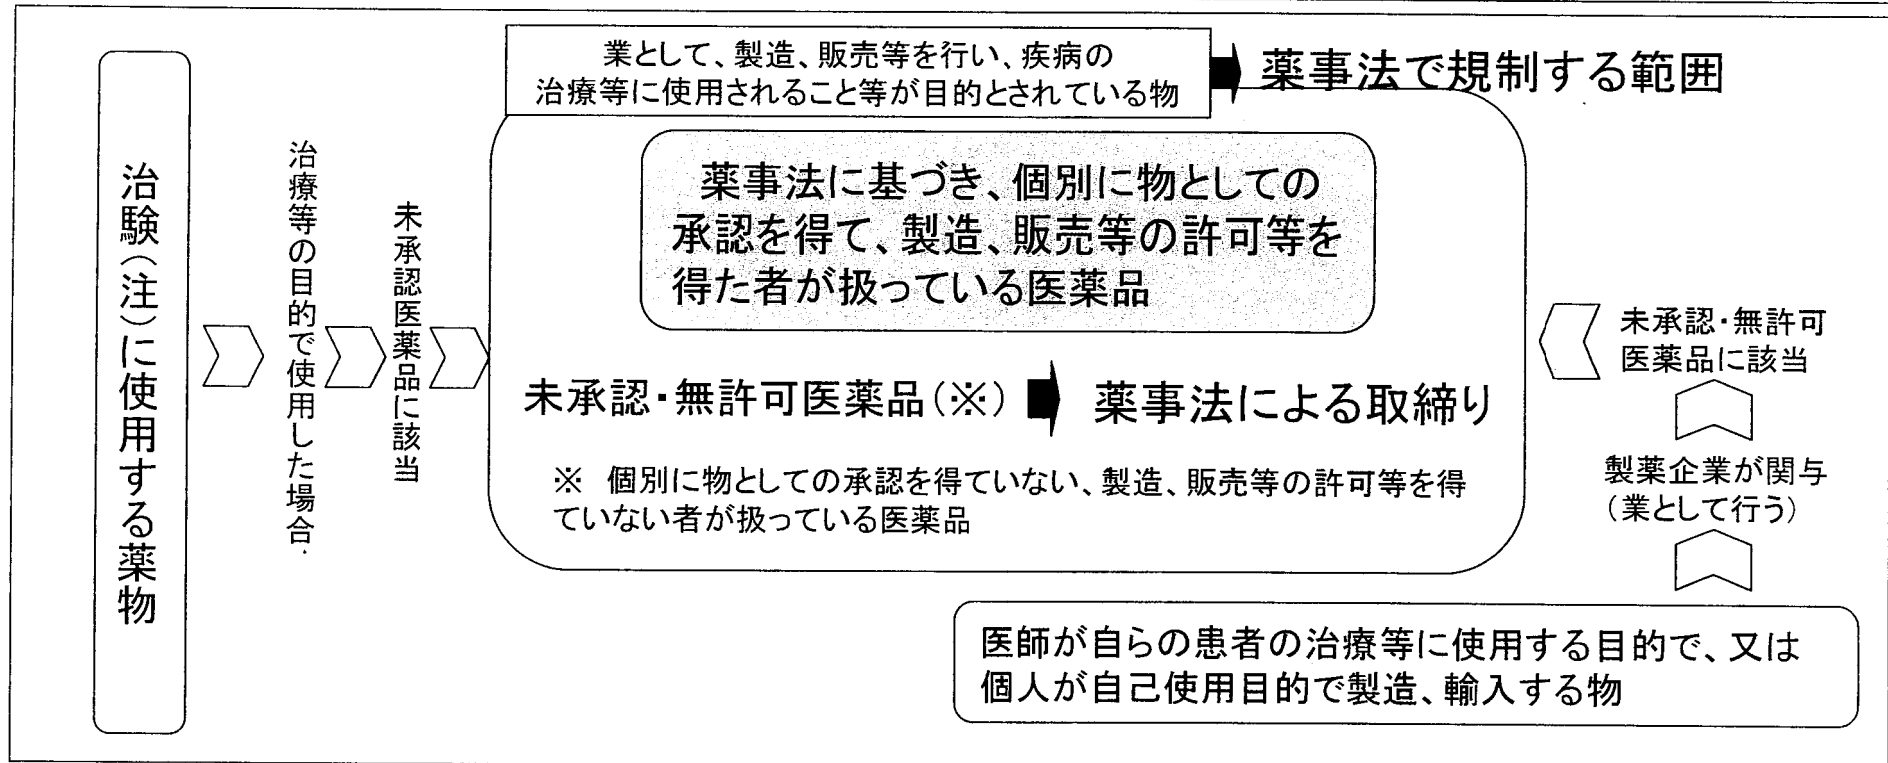 業として、製造、販売等を行い、疾病の
治療等に使用されること等が目的とされている物
薬事法で規制する範囲
治験（注）に使用する薬物
治療等の目的で使用した場合
未承認医薬品に該当
薬事法に基づき、個別に物としての
承認を得て、製造、販売等の許可等を
得た者が扱っている医薬品
未承認・無許可医薬品（※）
薬事法による取締り
※　個別に物としての承認を得ていない、製造、販売等の許可等を得
ていない者が扱っている医薬品
未承認・無許可
医薬品に該当
製薬企業が関与
（業として行う）
医師が自らの患者の治療等に使用する目的で、又は
個人が自己使用目的で製造、輸入する物